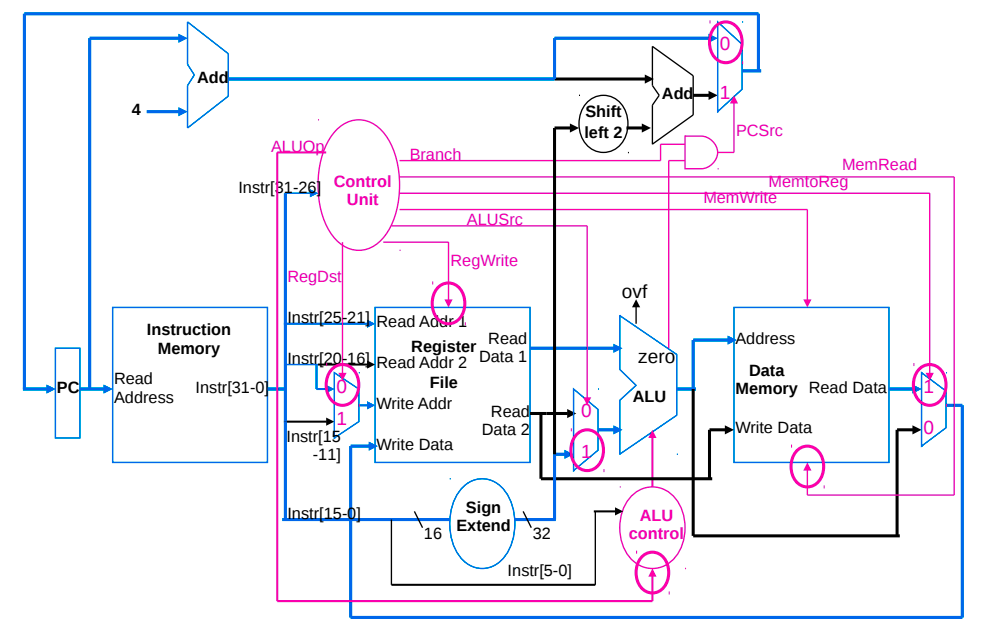 0
Add
Add
4
1
Shift
left 2
PCSrc
ALUOp
Branch
MemRead
Instr[31-26]
Control
Unit
MemtoReg
MemWrite
ALUSrc
RegDst
RegWrite
ovf
Instr[25-21]
Read Addr 1
Instruction
Memory
Register
Read
Data 1
zero
Address
Instr[20-16]
Read Addr 2
File
Data
Memory
PC
Read
Address
Instr[31-0]
0
ALU
Read Data
1
Write Addr
1
Read
Data 2
0
Write Data
0
Instr[15
-11]
Write Data
1
Instr[15-0]
Sign
Extend
16
32
ALU
control
Instr[5-0]